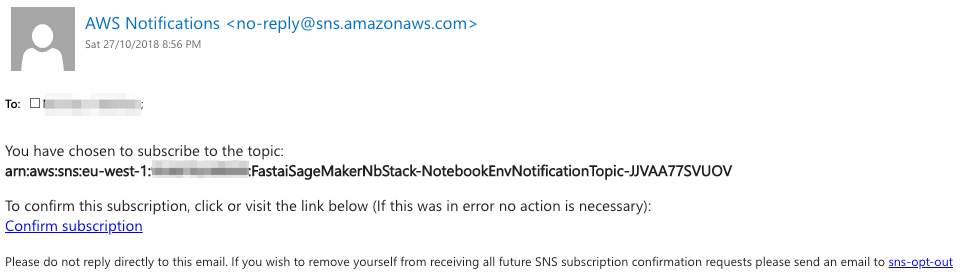 AWS Notifications <no-reply@sns.amazonaws.com>
Sat 27/10/2018 8:56 PM
To:
You have chosen to subscribe to the topic:
arn:aws:sns:eu-west-1: :FastaiSageMakerNbStack-NotebookEnvNotificationTopic-JJVAA77SVUOV
To confirm this subscription, click or visit the link below (If this was in error no action is necessary):
Confirm subscription
Please do not reply directly to this email. If you wish to remove yourself from receiving all future SNS subscription confirmation requests please send an email to sns-opt-out